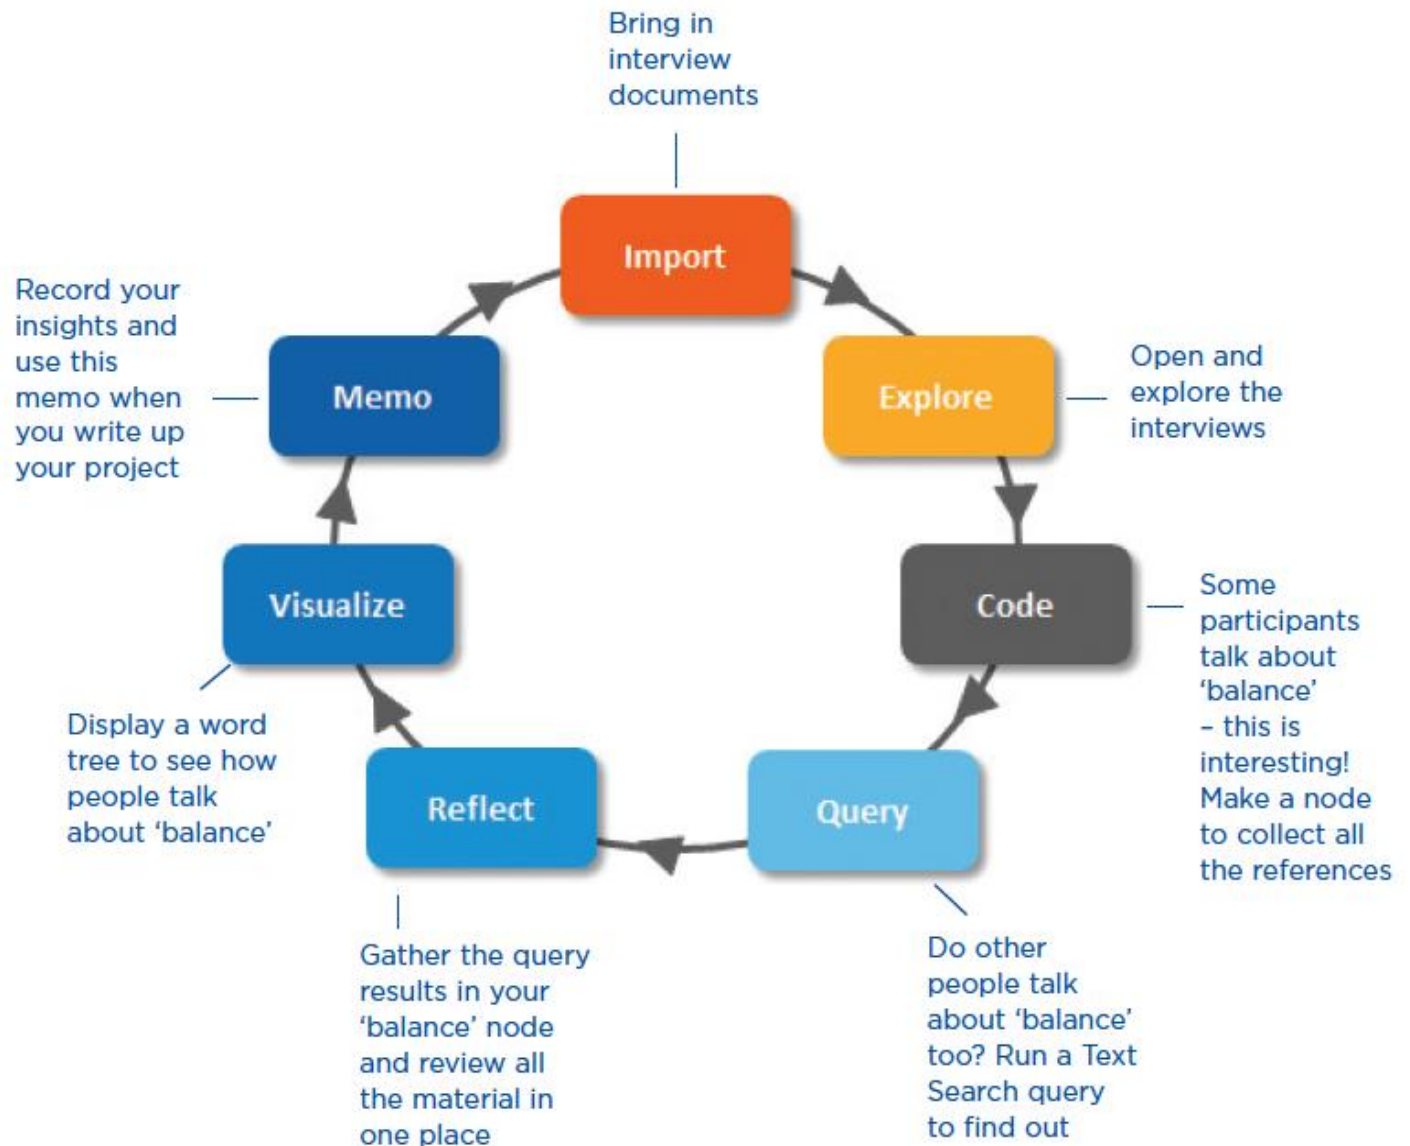 Bring in
interview
documents
Import
Explore
Open and
explore the
interviews
Code
Some
participants
talk about
‘balance’
– this is
interesting!
Make a node
to collect all
the references
Query
Do other
people talk
about ‘balance’
too? Run a Text
Search query
to find out
Reflect
Gather the query
results in your
‘balance’ node
and review all
the material in
one place
Visualize
Display a word
tree to see how
people talk
about ‘balance’
Memo
Record your
insights and
use this
memo when
you write up
your project